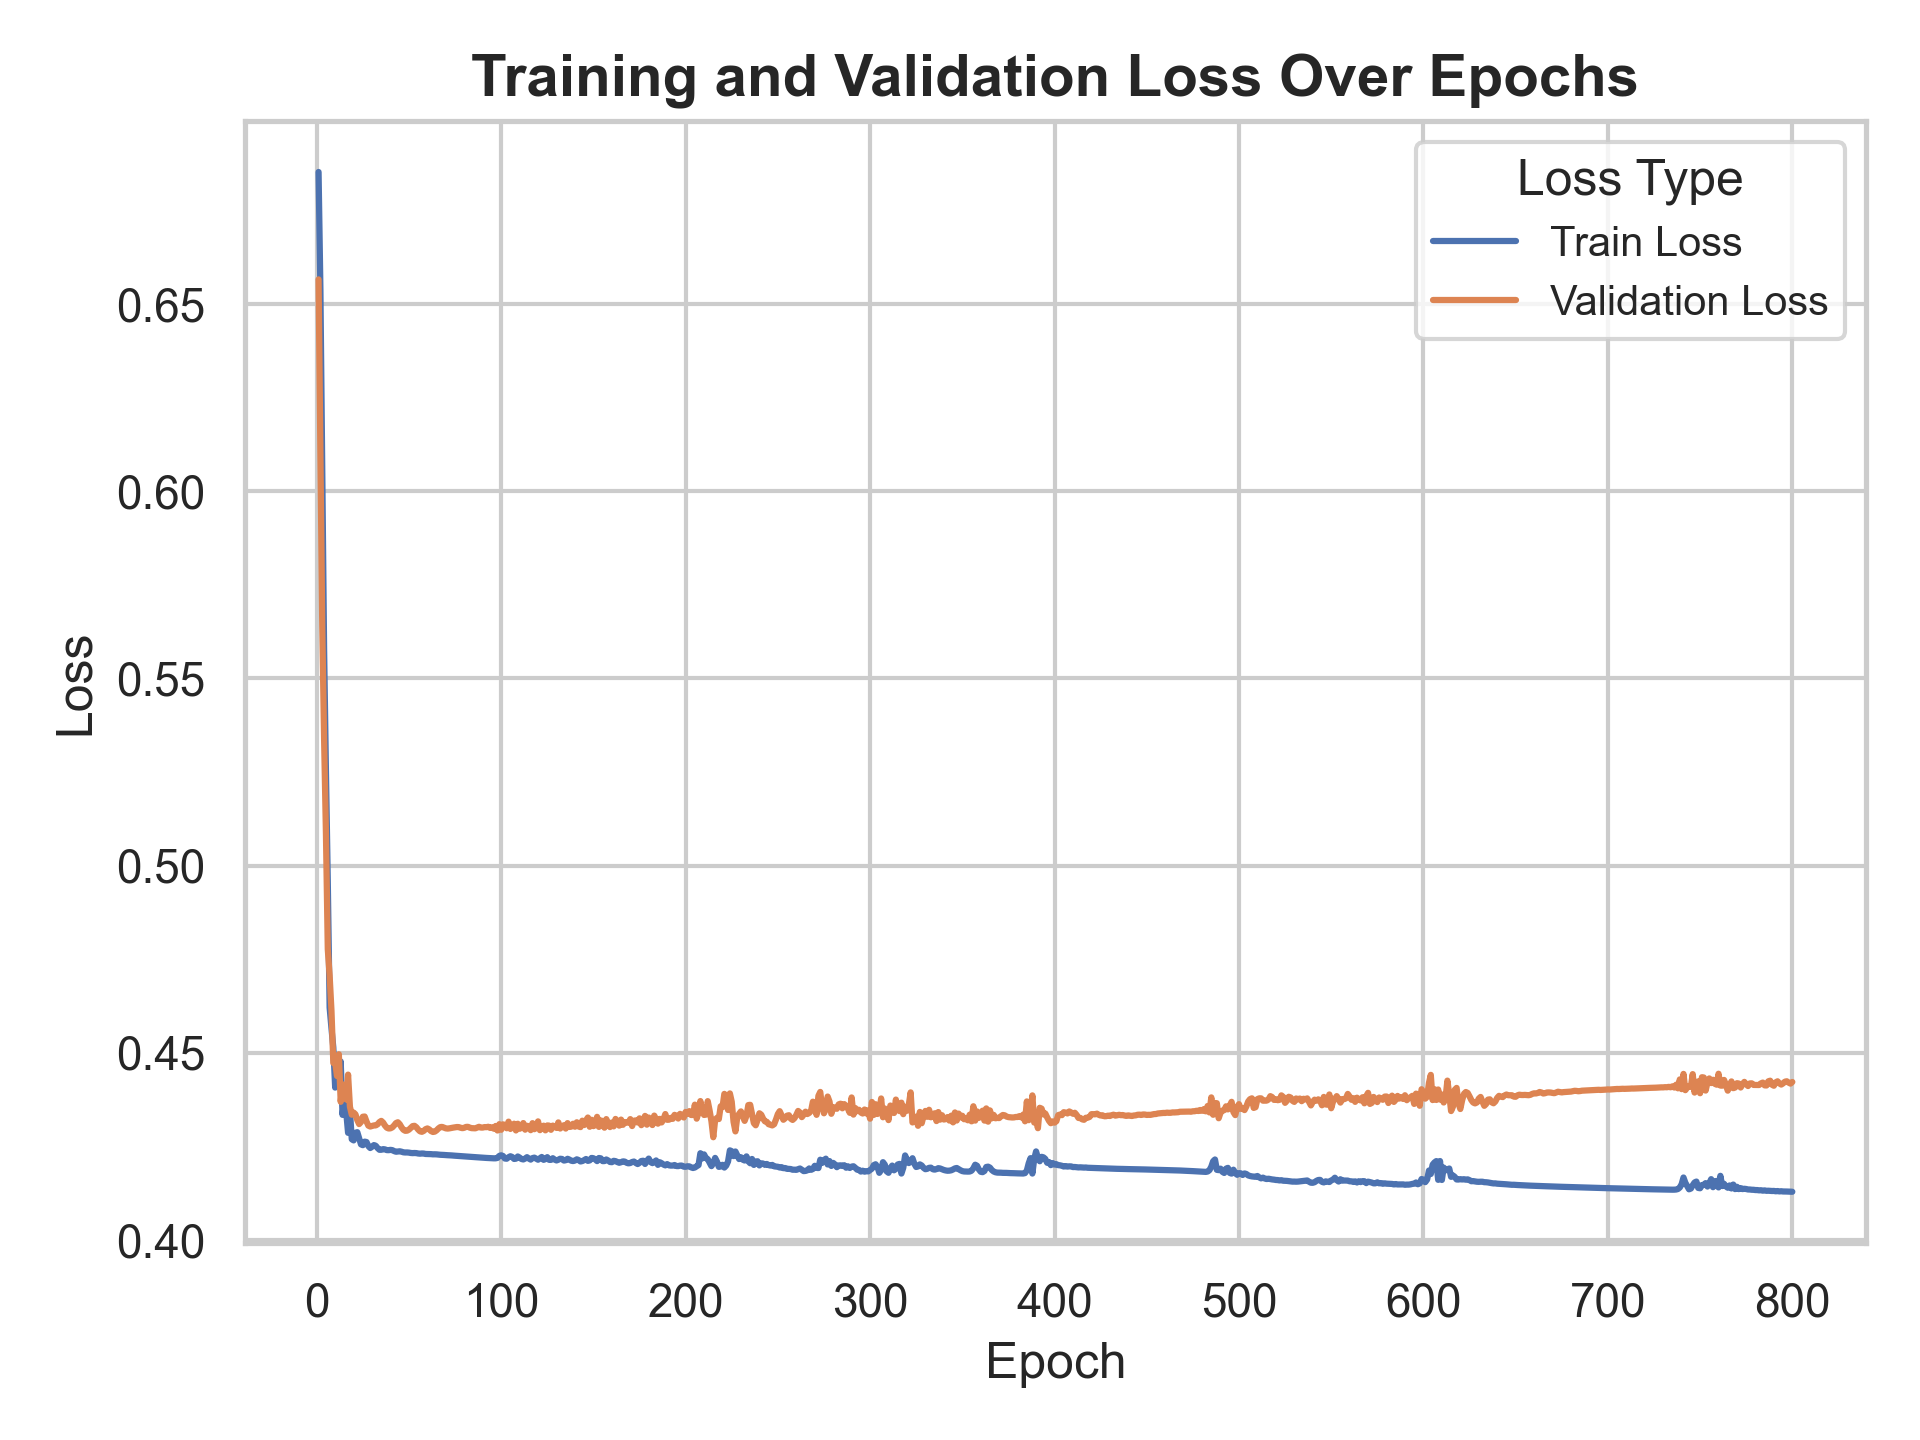 Training and Validation Loss Over Epochs
Loss Type
Train Loss
Validation Loss
Loss
0.65
0.60
0.55
0.50
0.45
0.40
0 100 200 300 400 500 600 700 800
Epoch